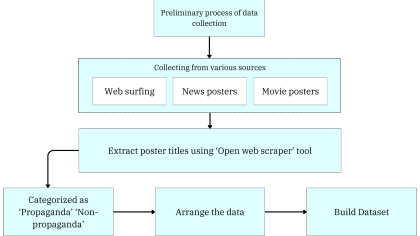 Preliminary process of data
collection
Collecting from various sources
Web surfing
News posters
Movie posters
Extract poster titles using ‘Open web scraper’ tool
Categorized as
‘Propaganda’ ‘Non-
propaganda’
Arrange the data
Build Dataset